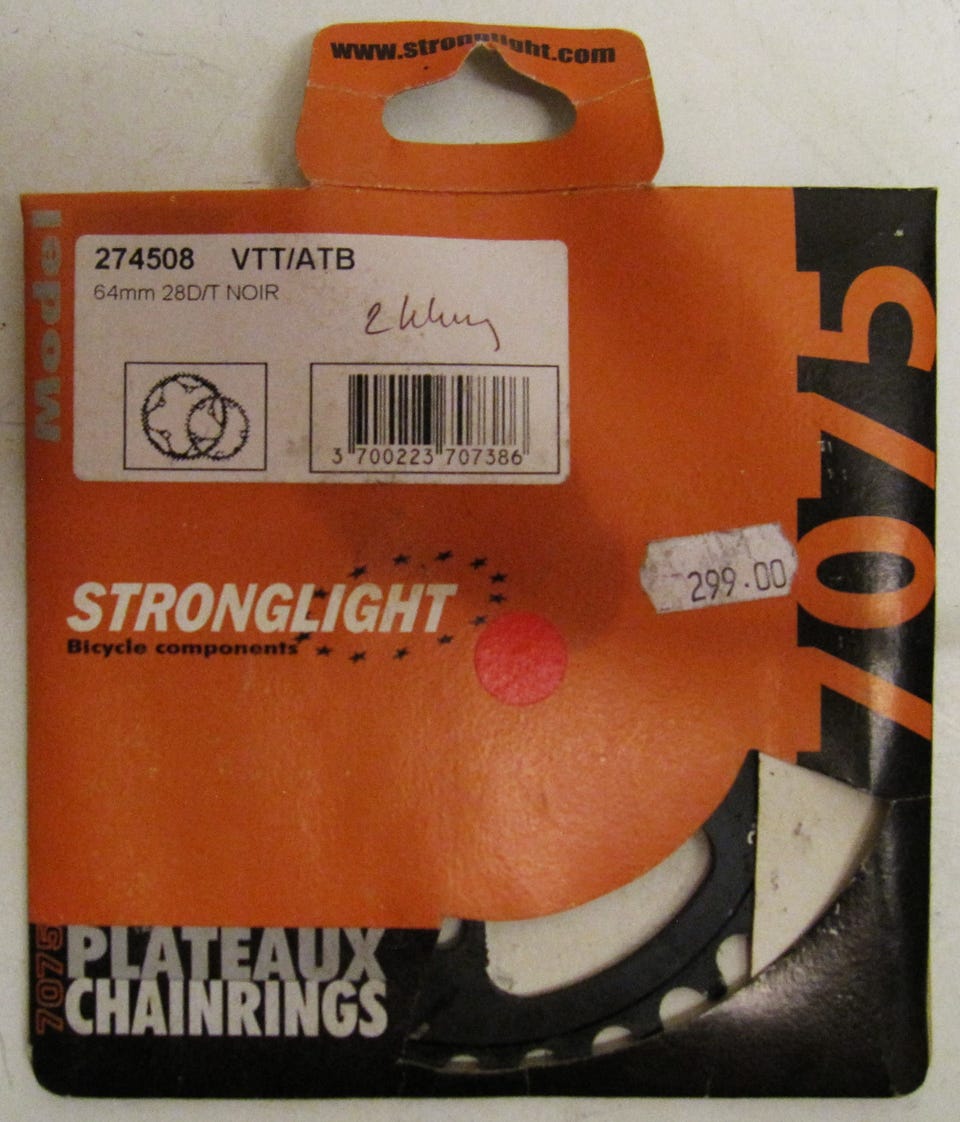 www.stronglight.com
Model
274508 VTT/ATB
64mm 28D/T NOIR
3 700223 707386
7075
299.00
STRONGLIGHT
Bicycle components
7075
PLATEAUX
CHAINRINGS